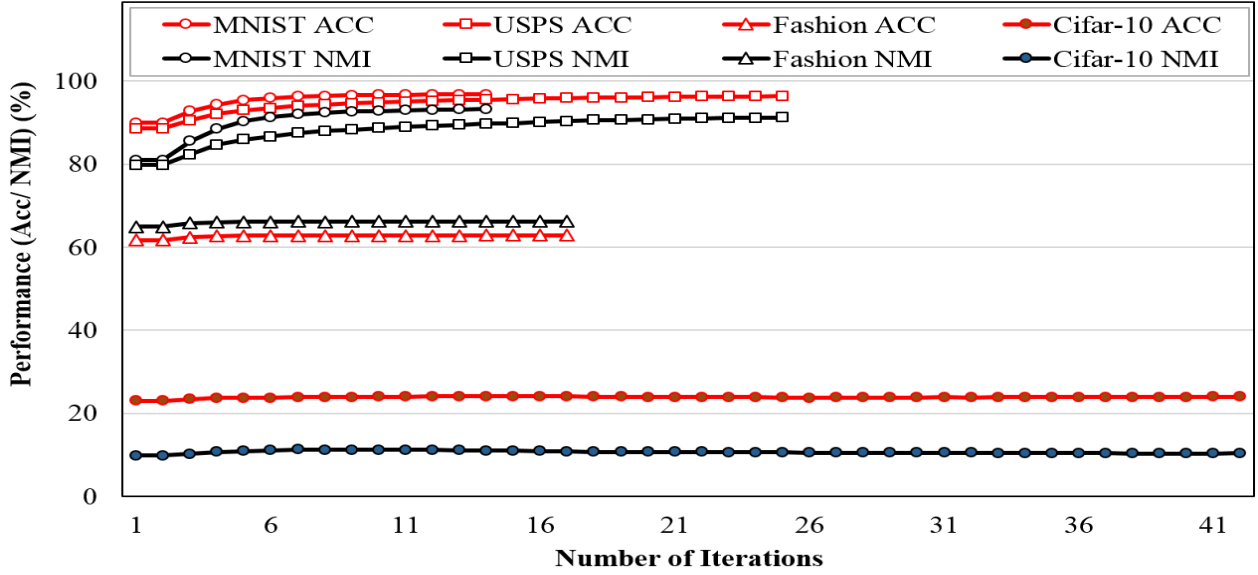 MNIST ACC USPS ACC Fashion ACC Cifar-10 ACC
MNIST NMI USPS NMI Fashion NMI Cifar-10 NMI
Performance (Acc/ NMI) (%)
100
80
60
40
20
0
1 6 11 16 21 26 31 36 41
Number of Iterations